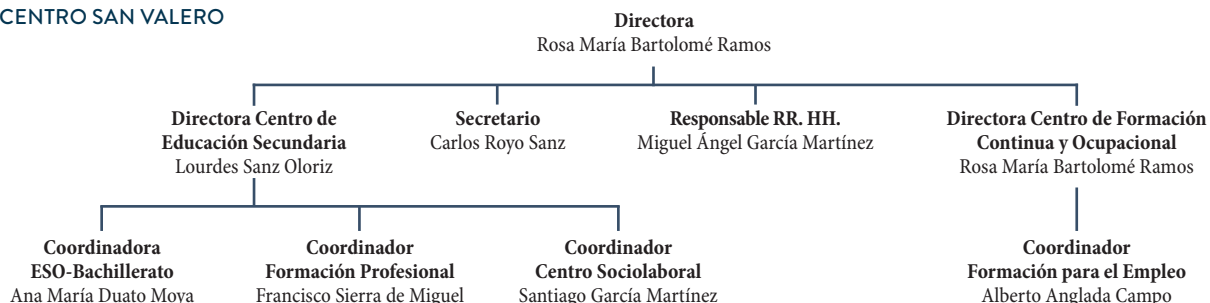 CENTRO SAN VALERO
Directora
Rosa María Bartolomé Ramos
Directora Centro de
Educación Secundaria
Lourdes Sanz Oloriz
Secretario
Carlos Royo Sanz
Responsable RR. HH.
Miguel Ángel García Martínez
Directora Centro de Formación
Continua y Ocupacional
Rosa María Bartolomé Ramos
Coordinadora
ESO-Bachillerato
Ana María Duato Moya
Coordinador
Formación Profesional
Francisco Sierra de Miguel
Coordinador
Centro Sociolaboral
Santiago García Martínez
Coordinador
Formación para el Empleo
Alberto Anglada Campo